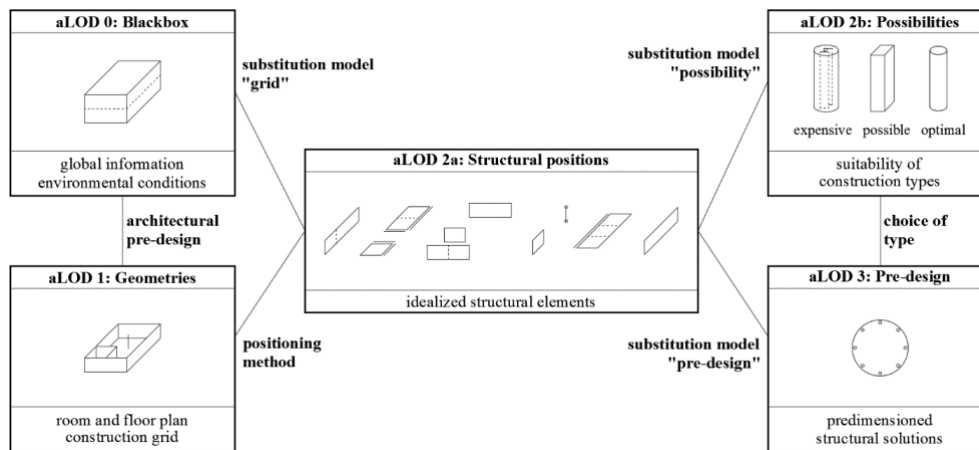 aLOD 0: Blackbox
global information
environmental conditions
architectural
pre-design
aLOD 1: Geometries
room and floor plan
construction grid
substitution model
"grid"
positioning
method
aLOD 2a: Structural positions
idealized structural elements
substitution model
"possibility"
substitution model
"pre-design"
aLOD 2b: Possibilities
expensive possible optimal
suitability of
construction types
choice of
type
aLOD 3: Pre-design
predimensioned
structural solutions